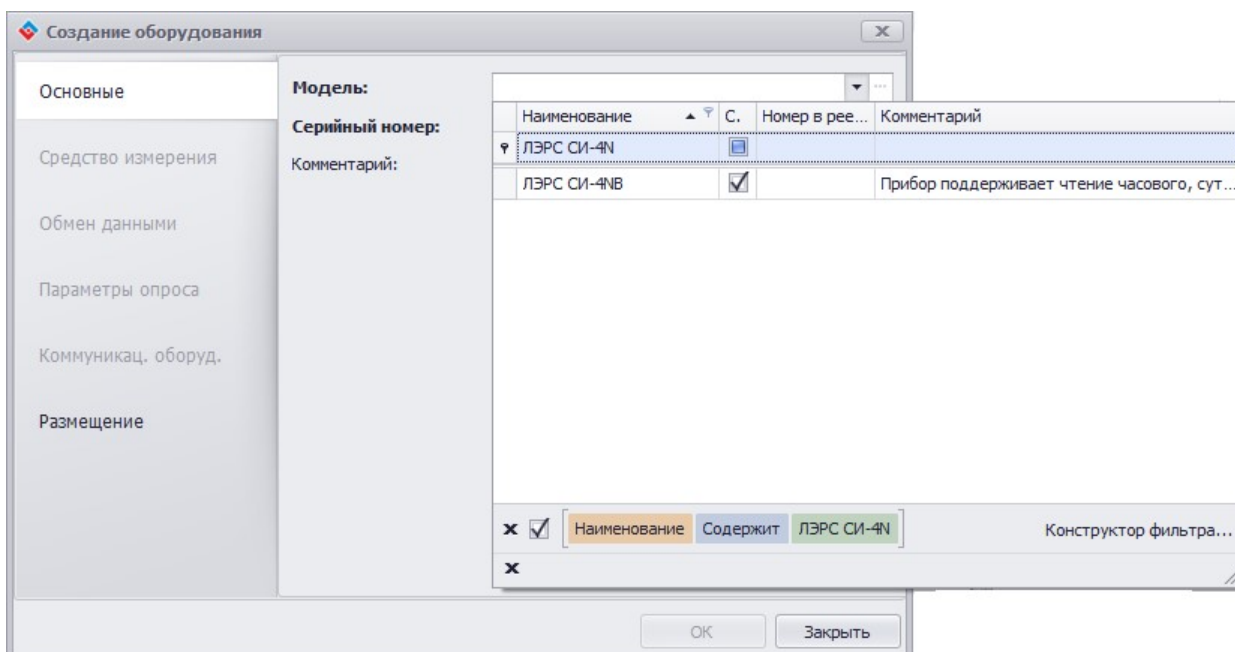 Создание оборудования
Основные
Средство измерения
Обмен данными
Параметры опроса
Коммуникац. оборуд.
Размещение
Модель:
Серийный номер:
Комментарий:
Наименование С. Номер в рее... Комментарий
ЛЭРС СИ-4N
ЛЭРС СИ-4NB Прибор поддерживает чтение часового, сут...
Наименование Содержит ЛЭРС СИ-4N Конструктор фильтра...
ОК Закрыть